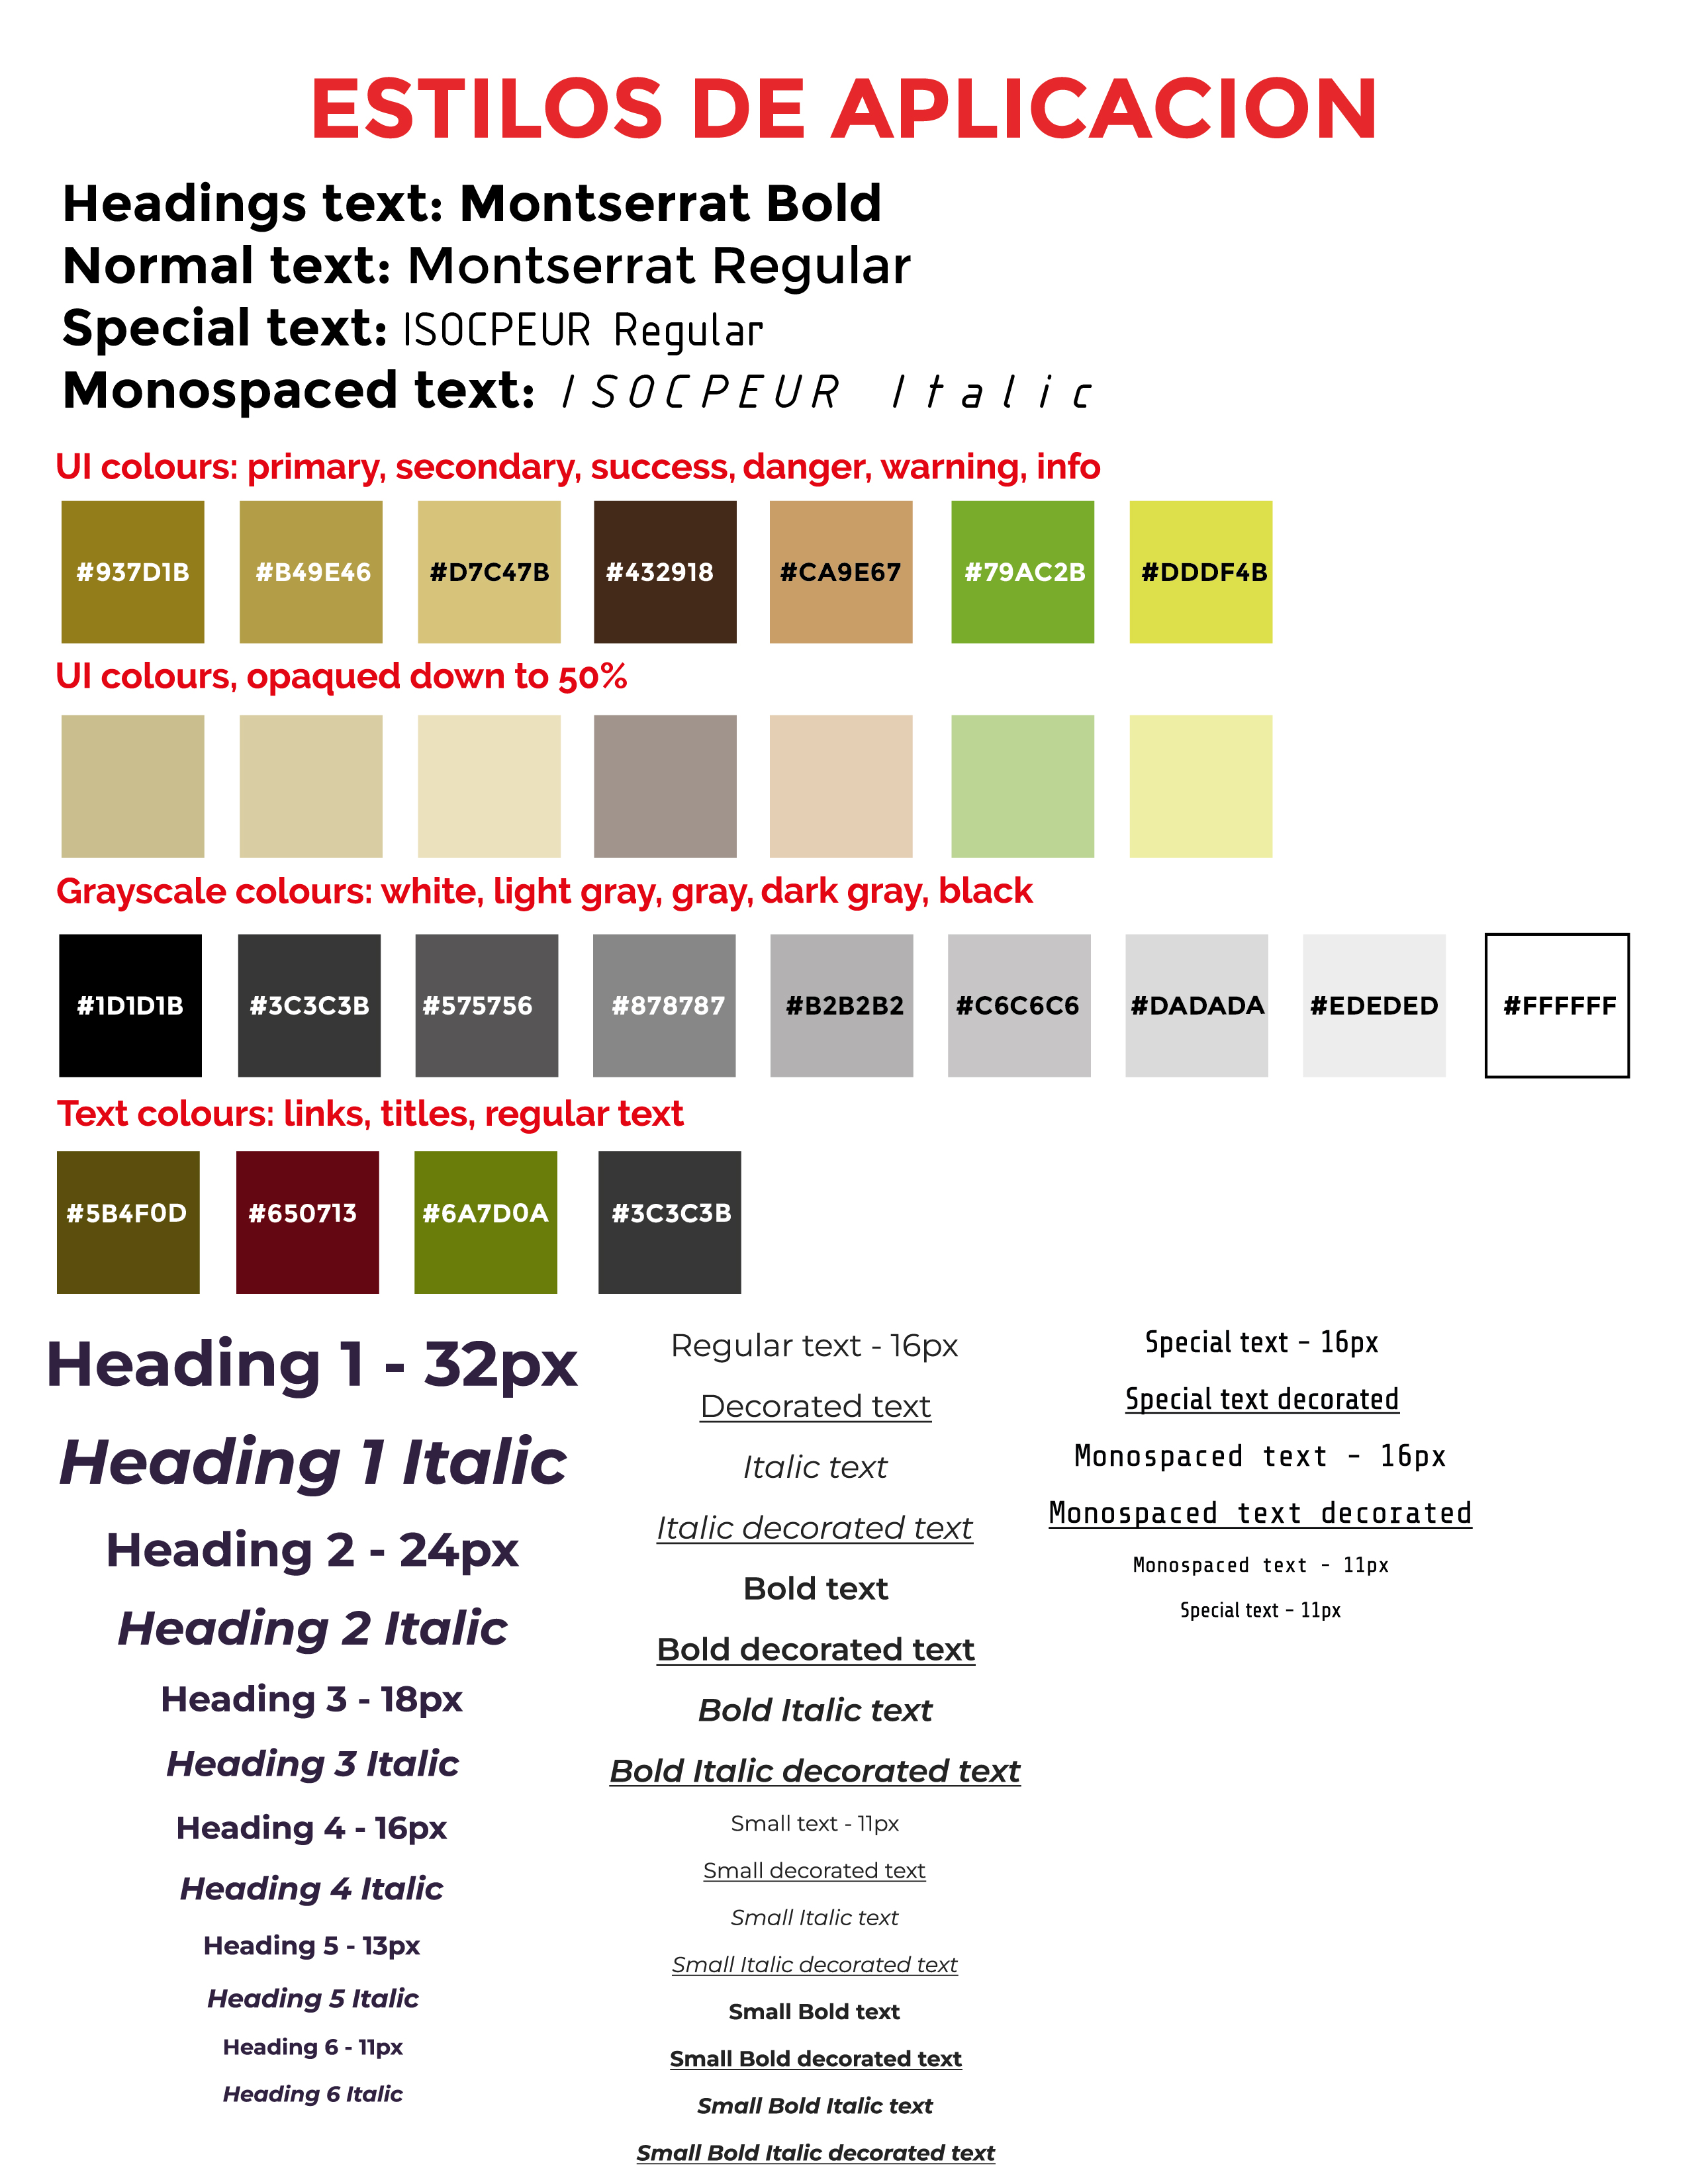 ESTILOS DE APLICACION
Headings text: Montserrat Bold
Normal text: Montserrat Regular
Special text: ISOCPEUR Regular
Monospaced text: ISOCPEUR Italic
UI colours: primary, secondary, success, danger, warning, info
#937D1B #B49E46 #D7C47B #432918 #CA9E67 #79AC2B #DDDF4B
UI colours, opaqued down to 50%
Grayscale colours: white, light gray, gray, dark gray, black
#1D1D1B #3C3C3B #575756 #878787 #B2B2B2 #C6C6C6 #DADADA #EDEDED #FFFFFF
Text colours: links, titles, regular text
#5B4F0D #650713 #6A7D0A #3C3C3B
Heading 1 - 32px
Heading 1 Italic
Heading 2 - 24px
Heading 2 Italic
Heading 3 - 18px
Heading 3 Italic
Heading 4 - 16px
Heading 4 Italic
Heading 5 - 13px
Heading 5 Italic
Heading 6 - 11px
Heading 6 Italic
Regular text - 16px
Decorated text
Italic text
Italic decorated text
Bold text
Bold decorated text
Bold Italic text
Bold Italic decorated text
Small text - 11px
Small decorated text
Small Italic text
Small Italic decorated text
Small Bold text
Small Bold decorated text
Small Bold Italic text
Small Bold Italic decorated text
Special text - 16px
Special text decorated
Monospaced text - 16px
Monospaced text decorated
Monospaced text - 11px
Special text - 11px